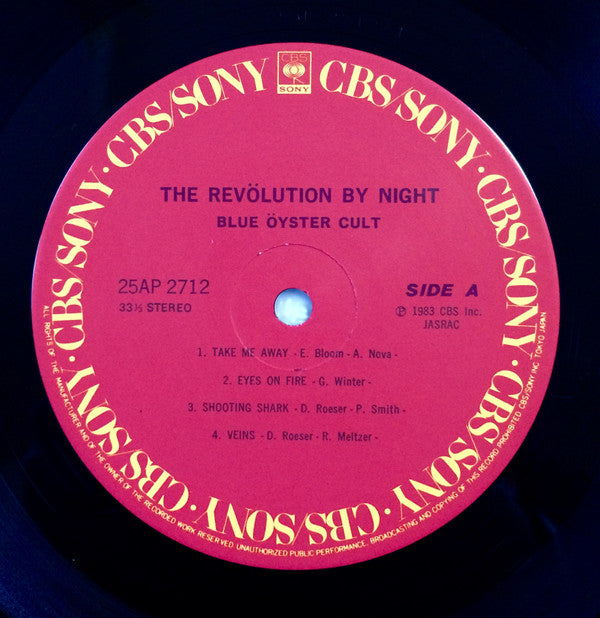 CBS
SONY
CBS/SONY · CBS/SONY · CBS/SONY · CBS/SONY · CBS/SONY · CBS/SONY · CBS/SONY · CBS/SONY
THE REVÖLUTION BY NIGHT
BLUE ÖYSTER CULT
25AP 2712
33⅓ STEREO
SIDE A
Ⓟ 1983 CBS Inc.
JASRAC
1. TAKE ME AWAY - E. Bloom - A. Nova -
2. EYES ON FIRE - G. Winter -
3. SHOOTING SHARK - D. Roeser - P. Smith -
4. VEINS - D. Roeser - R. Meltzer -
ALL RIGHTS OF THE MANUFACTURER AND OF THE OWNER OF THE RECORDED WORK RESERVED UNAUTHORIZED PUBLIC PERFORMANCE, BROADCASTING AND COPYING OF THIS RECORD PROHIBITED CBS/SONY INC TOKYO JAPAN